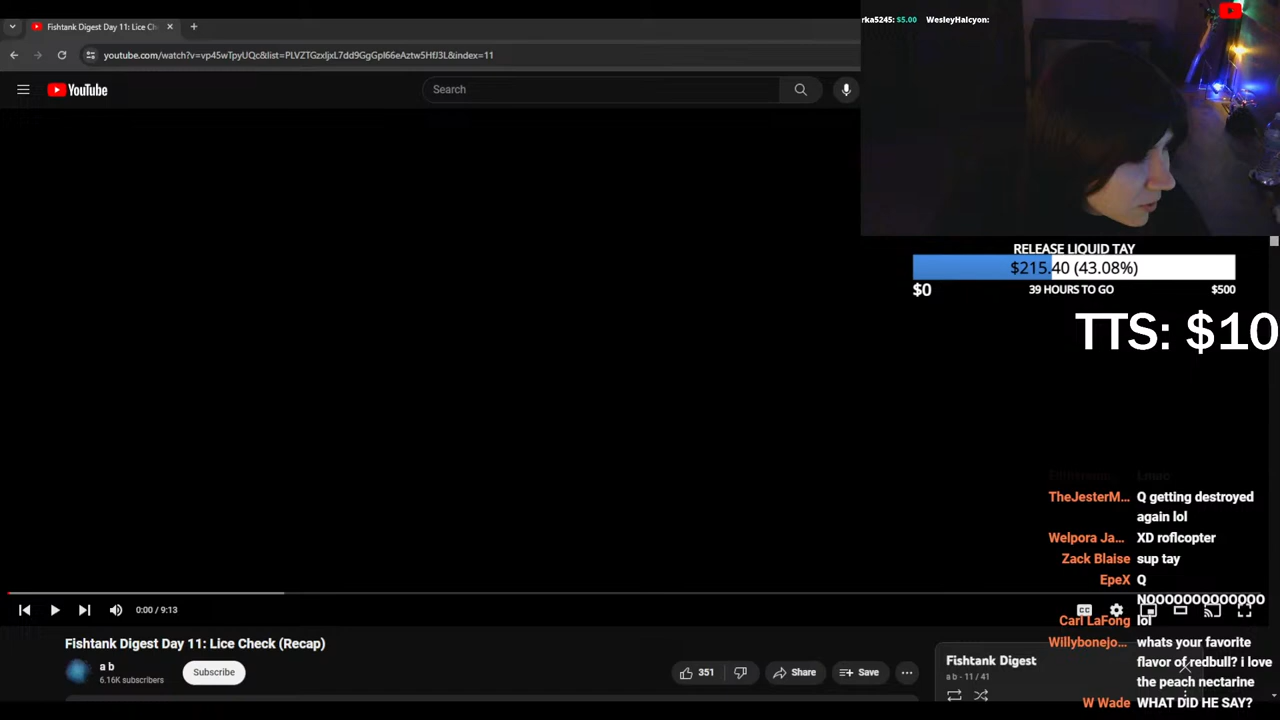 Fishtank Digest Day 11: Lice Ch
rka5245: $5.00 WesleyHalcyon:
youtube.com/watch?v=vp45wTpyUQc&list=PLVZTGzxIjxL7dd9GgGpI66eAztw5HfJ3L&index=11
YouTube
Search
RELEASE LIQUID TAY
$215.40 (43.08%)
$0 39 HOURS TO GO $500
TTS: $10
Lmao
TheJesterM... Q getting destroyed
again lol
Welpora Ja... XD roflcopter
Zack Blaise sup tay
EpeX Q
NOOOOOOOOOOOOO
Carl LaFong lol
Willybonejo... whats your favorite
flavor of redbull? i love
the peach nectarine
W Wade WHAT DID HE SAY?
0:00 / 9:13
CC
Fishtank Digest Day 11: Lice Check (Recap)
a b
6.16K subscribers
Subscribe
351
Share
Save
Fishtank Digest
a b - 11 / 41